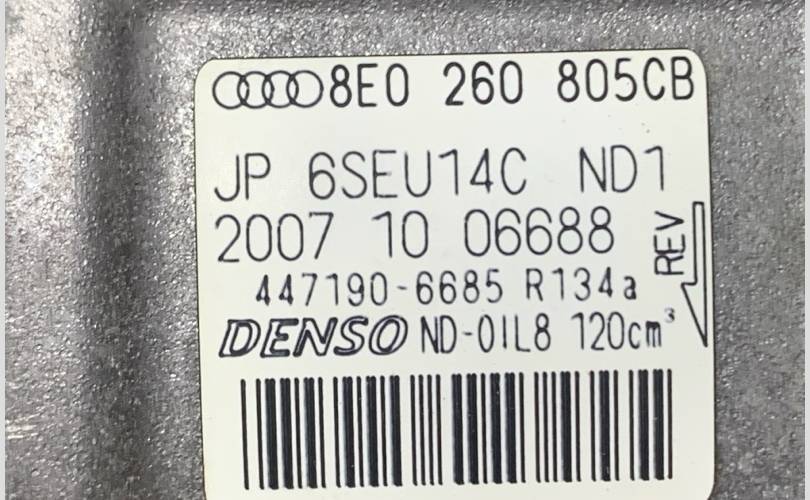 8E0 260 805CB
JP 6SEU14C ND1
2007 10 06688
REV
447190-6685 R134a
DENSO ND-OIL8 120cm³